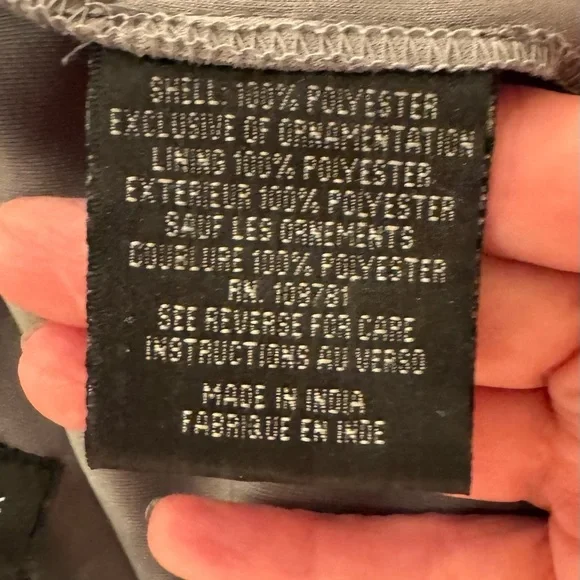 SHELL: 100% POLYESTER
EXCLUSIVE OF ORNAMENTATION
LINING 100% POLYESTER
EXTERIEUR 100% POLYESTER
SAUF LES ORNEMENTS
COUBLURE 100% POLYESTER
RN. 109781
SEE REVERSE FOR CARE
INSTRUCTIONS AU VERSO
MADE IN INDIA
FABRIQUE EN INDE